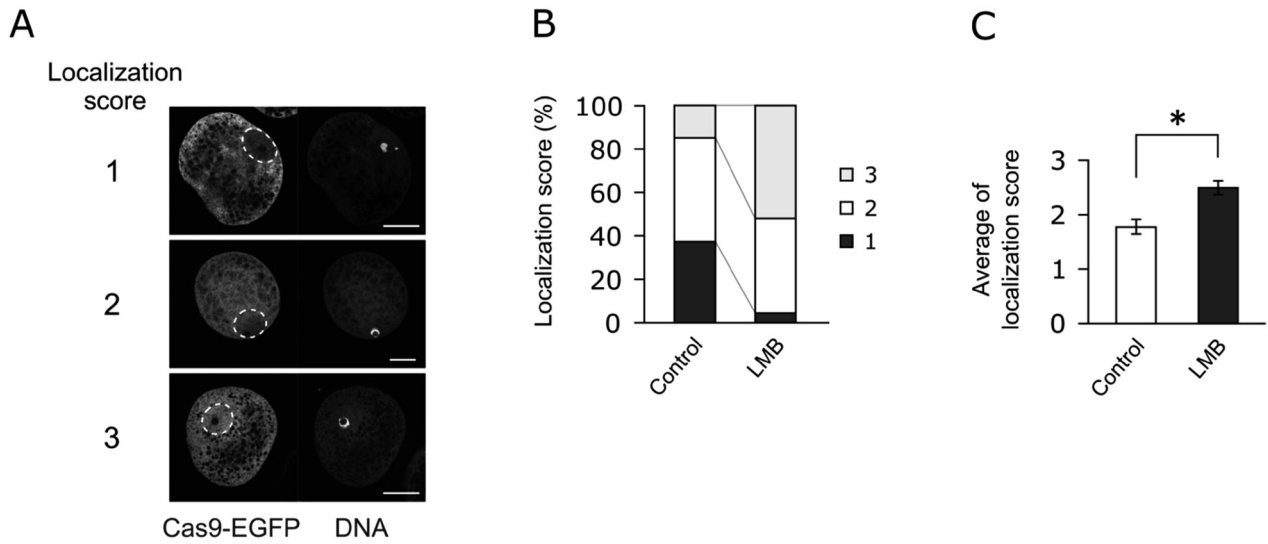 A
Localization
score
1
2
3
Cas9-EGFP
DNA
B
Localization score (%)
100
80
60
40
20
0
Control
LMB
3
2
1
C
Average of
localization score
3
2
1
0
*
Control
LMB